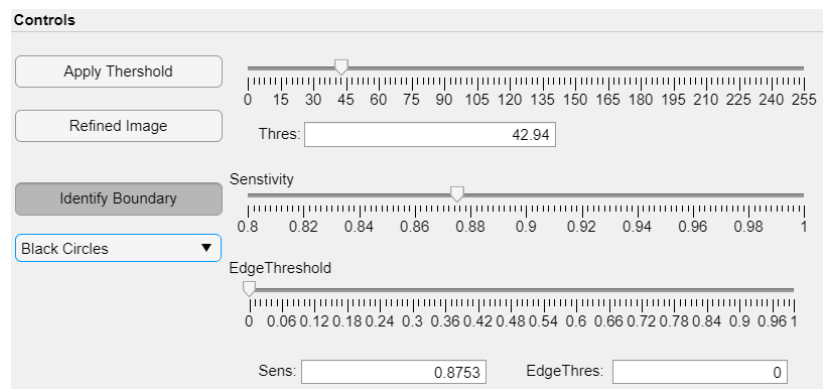 Controls
Apply Thershold
0 15 30 45 60 75 90 105 120 135 150 165 180 195 210 225 240 255
Refined Image
Thres: 42.94
Senstivity
Identify Boundary
0.8 0.82 0.84 0.86 0.88 0.9 0.92 0.94 0.96 0.98 1
Black Circles
EdgeThreshold
0 0.06 0.12 0.18 0.24 0.3 0.36 0.42 0.48 0.54 0.6 0.66 0.72 0.78 0.84 0.9 0.96 1
Sens: 0.8753 EdgeThres: 0